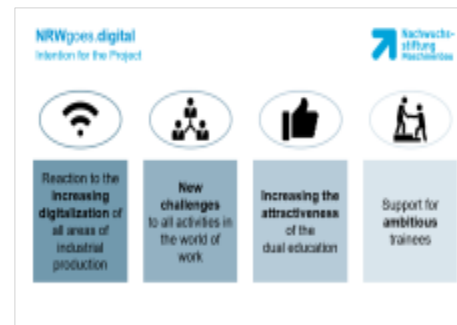 NRWgoes.digital
Intention for the Project
Nachwuchs-
stiftung
Maschinenbau
Reaction to the
increasing
digitalization of
all areas of
industrial
production
New
challenges
to all activities in
the world of
work
Increasing the
attractiveness
of the
dual education
Support for
ambitious
trainees